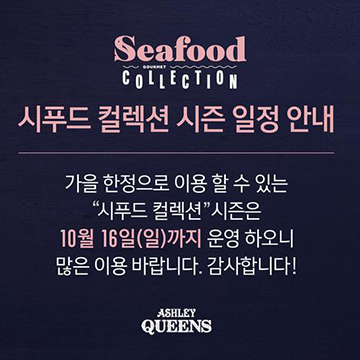 Seafood
GOURMET
COLLECTION
시푸드 컬렉션 시즌 일정 안내
가을 한정으로 이용 할 수 있는
“시푸드 컬렉션”시즌은
10월 16일(일)까지 운영 하오니
많은 이용 바랍니다. 감사합니다!
ASHLEY
QUEENS